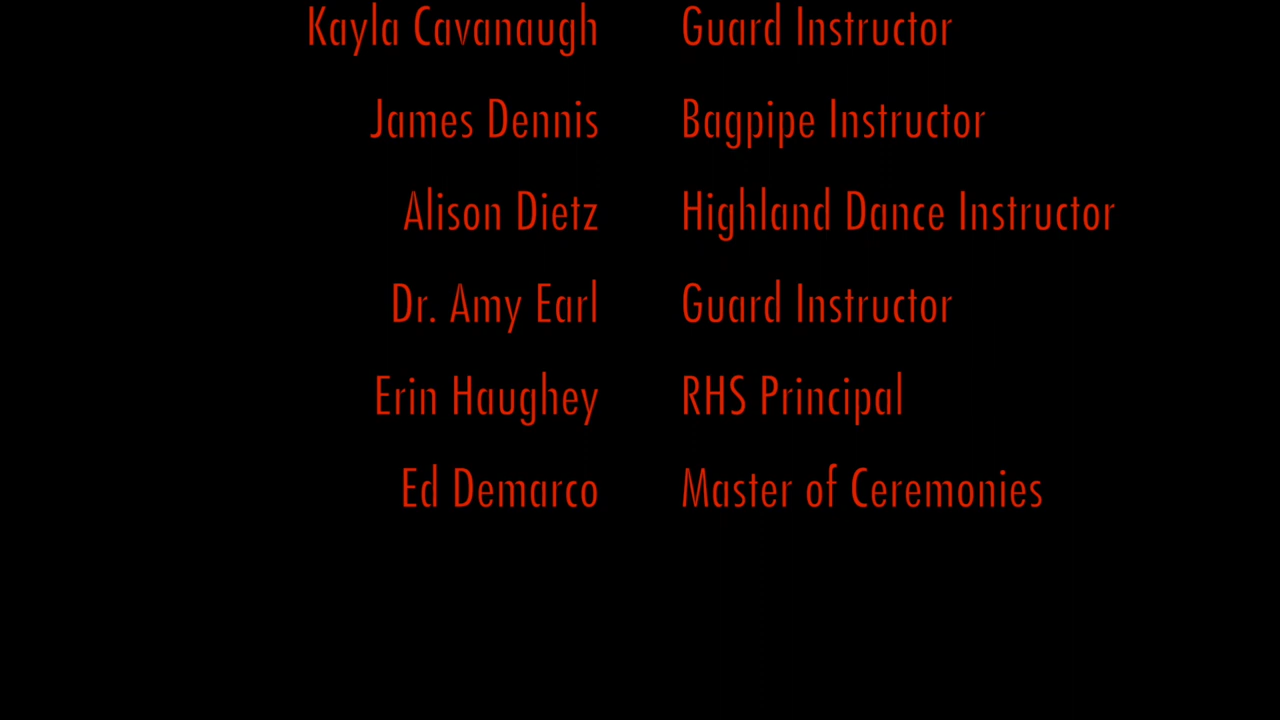 Kayla Cavanaugh Guard Instructor
James Dennis Bagpipe Instructor
Alison Dietz Highland Dance Instructor
Dr. Amy Earl Guard Instructor
Erin Haughey RHS Principal
Ed Demarco Master of Ceremonies